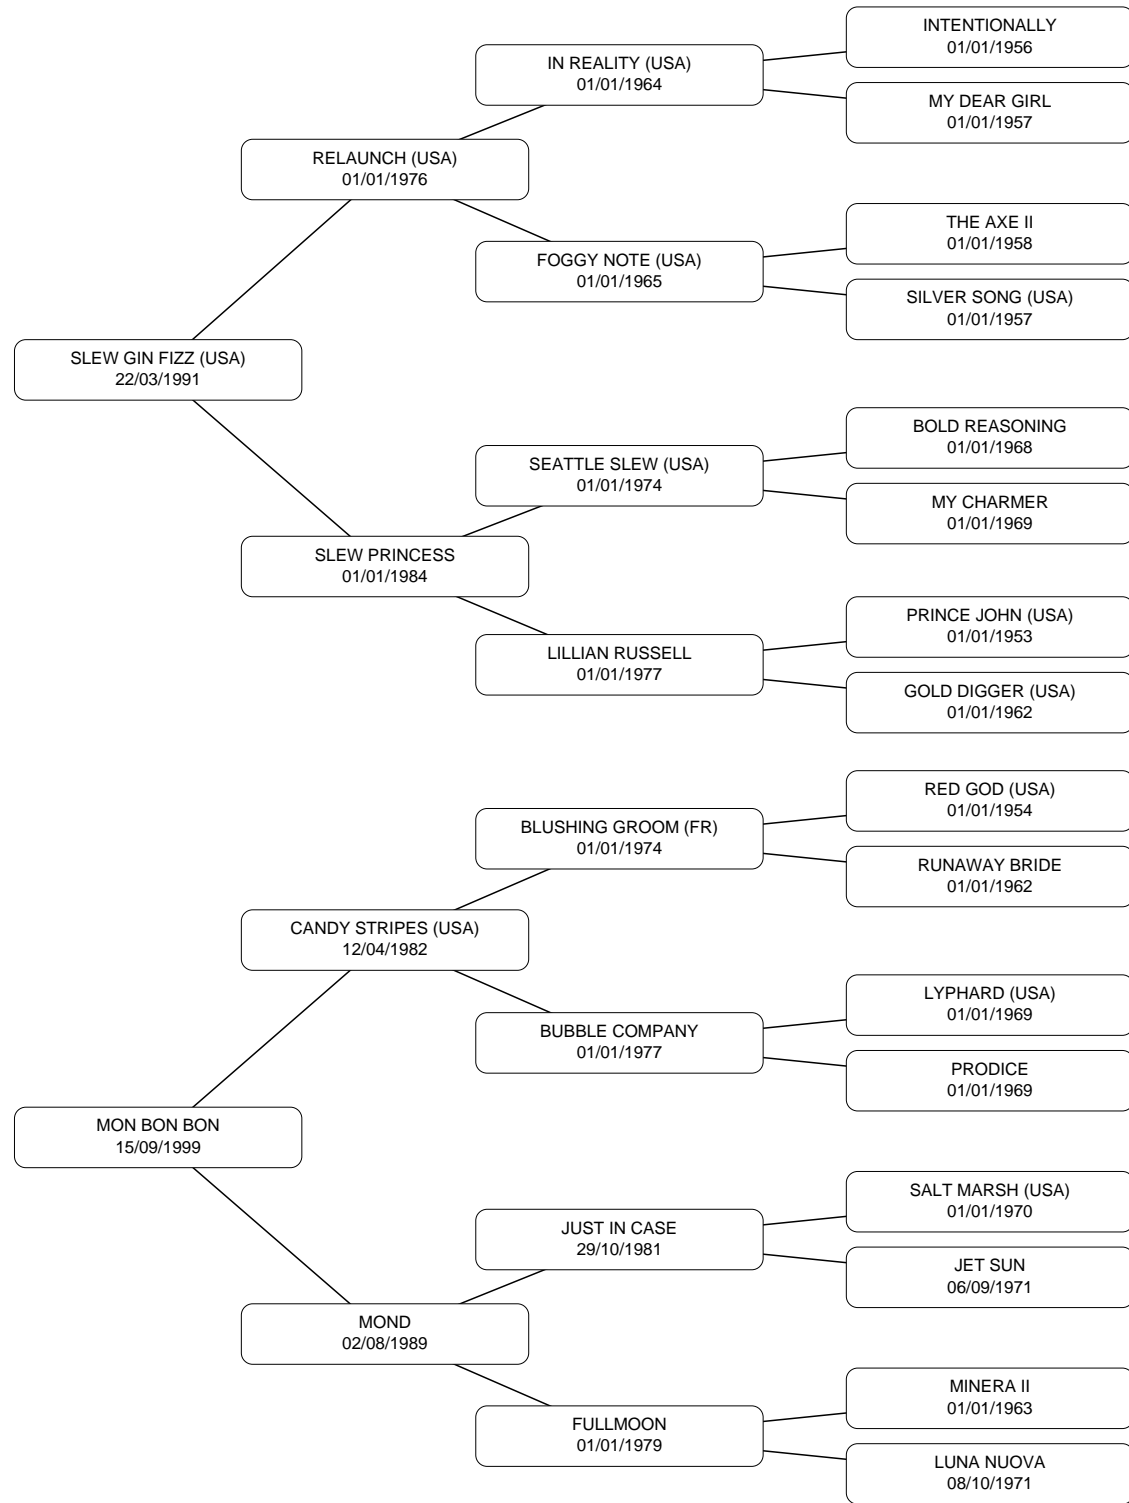 INTENTIONALLY
01/01/1956
IN REALITY (USA)
01/01/1964
MY DEAR GIRL
01/01/1957
RELAUNCH (USA)
01/01/1976
THE AXE II
01/01/1958
FOGGY NOTE (USA)
01/01/1965
SILVER SONG (USA)
01/01/1957
SLEW GIN FIZZ (USA)
22/03/1991
BOLD REASONING
01/01/1968
SEATTLE SLEW (USA)
01/01/1974
MY CHARMER
01/01/1969
SLEW PRINCESS
01/01/1984
PRINCE JOHN (USA)
01/01/1953
LILLIAN RUSSELL
01/01/1977
GOLD DIGGER (USA)
01/01/1962
RED GOD (USA)
01/01/1954
BLUSHING GROOM (FR)
01/01/1974
RUNAWAY BRIDE
01/01/1962
CANDY STRIPES (USA)
12/04/1982
LYPHARD (USA)
01/01/1969
BUBBLE COMPANY
01/01/1977
PRODICE
01/01/1969
MON BON BON
15/09/1999
SALT MARSH (USA)
01/01/1970
JUST IN CASE
29/10/1981
JET SUN
06/09/1971
MOND
02/08/1989
MINERA II
01/01/1963
FULLMOON
01/01/1979
LUNA NUOVA
08/10/1971